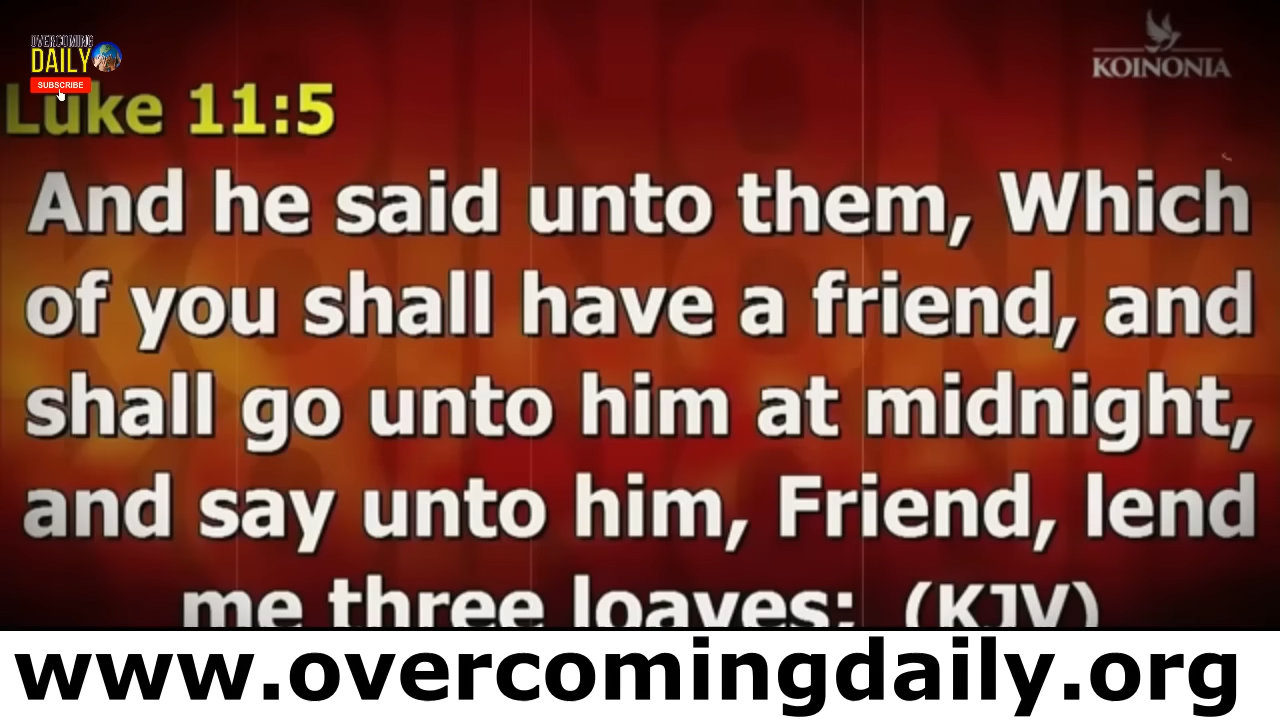 OVERCOMING
DAILY
SUBSCRIBE
KOINONIA
Luke 11:5
And he said unto them, Which
of you shall have a friend, and
shall go unto him at midnight,
and say unto him, Friend, lend
me three loaves; (KJV)
www.overcomingdaily.org